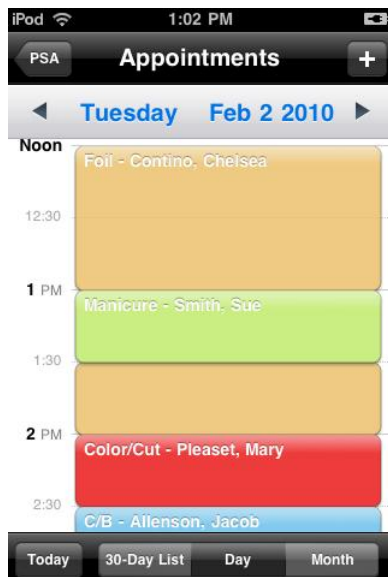 iPod 1:02 PM
PSA Appointments +
Tuesday Feb 2 2010
Noon
Foil - Contino, Chelsea
12:30
1 PM
Manicure - Smith, Sue
1:30
2 PM
Color/Cut - Pleaset, Mary
2:30
C/B - Allenson, Jacob
Today 30-Day List Day Month